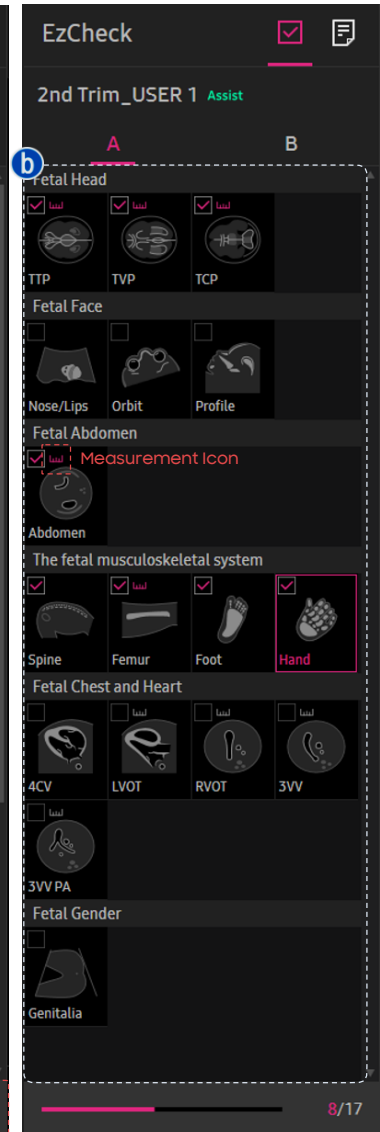 EzCheck
2nd Trim_USER 1 Assist
A B
b
Fetal Head
TTP TVP TCP
Fetal Face
Nose/Lips Orbit Profile
Fetal Abdomen
Measurement Icon
Abdomen
The fetal musculoskeletal system
Spine Femur Foot Hand
Fetal Chest and Heart
4CV LVOT RVOT 3VV
3VV PA
Fetal Gender
Genitalia
8/17